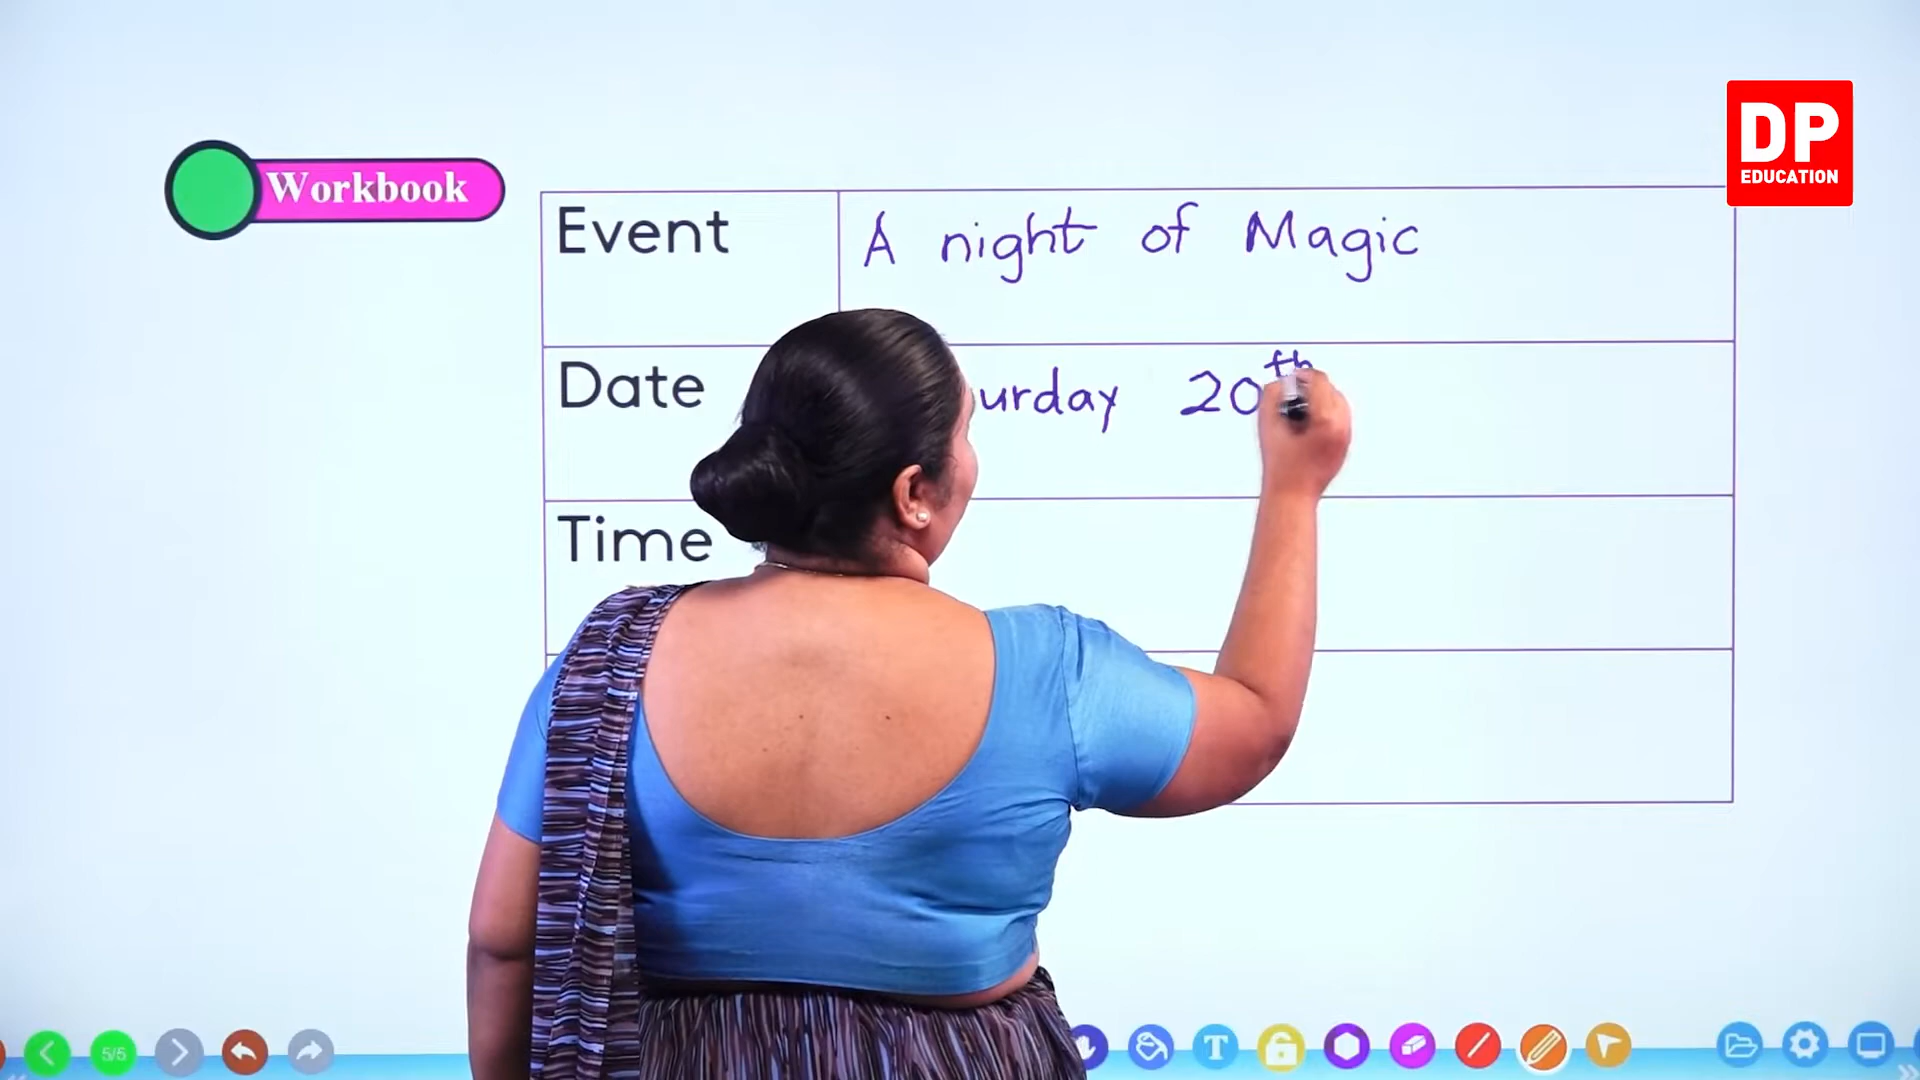 DP
EDUCATION
Workbook
Event
A night of Magic
Date
urday 20th
Time
5/5
T